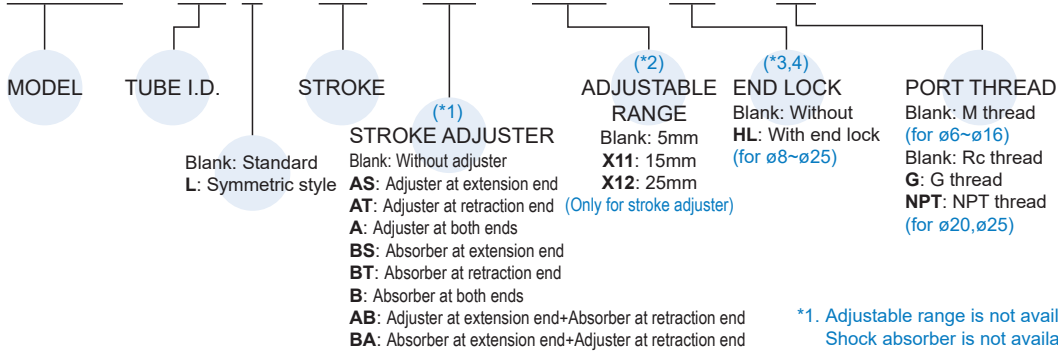 MODEL
TUBE I.D.
Blank: Standard
L: Symmetric style
STROKE
(*1)
STROKE ADJUSTER
Blank: Without adjuster
AS: Adjuster at extension end
AT: Adjuster at retraction end
A: Adjuster at both ends
BS: Absorber at extension end
BT: Absorber at retraction end
B: Absorber at both ends
AB: Adjuster at extension end+Absorber at retraction end
BA: Absorber at extension end+Adjuster at retraction end
(*2)
ADJUSTABLE
RANGE
Blank: 5mm
X11: 15mm
X12: 25mm
(Only for stroke adjuster)
(*3,4)
END LOCK
Blank: Without
HL: With end lock
(for ø8~ø25)
PORT THREAD
Blank: M thread
(for ø6~ø16)
Blank: Rc thread
G: G thread
NPT: NPT thread
(for ø20,ø25)
*1. Adjustable range is not avail
Shock absorber is not availa